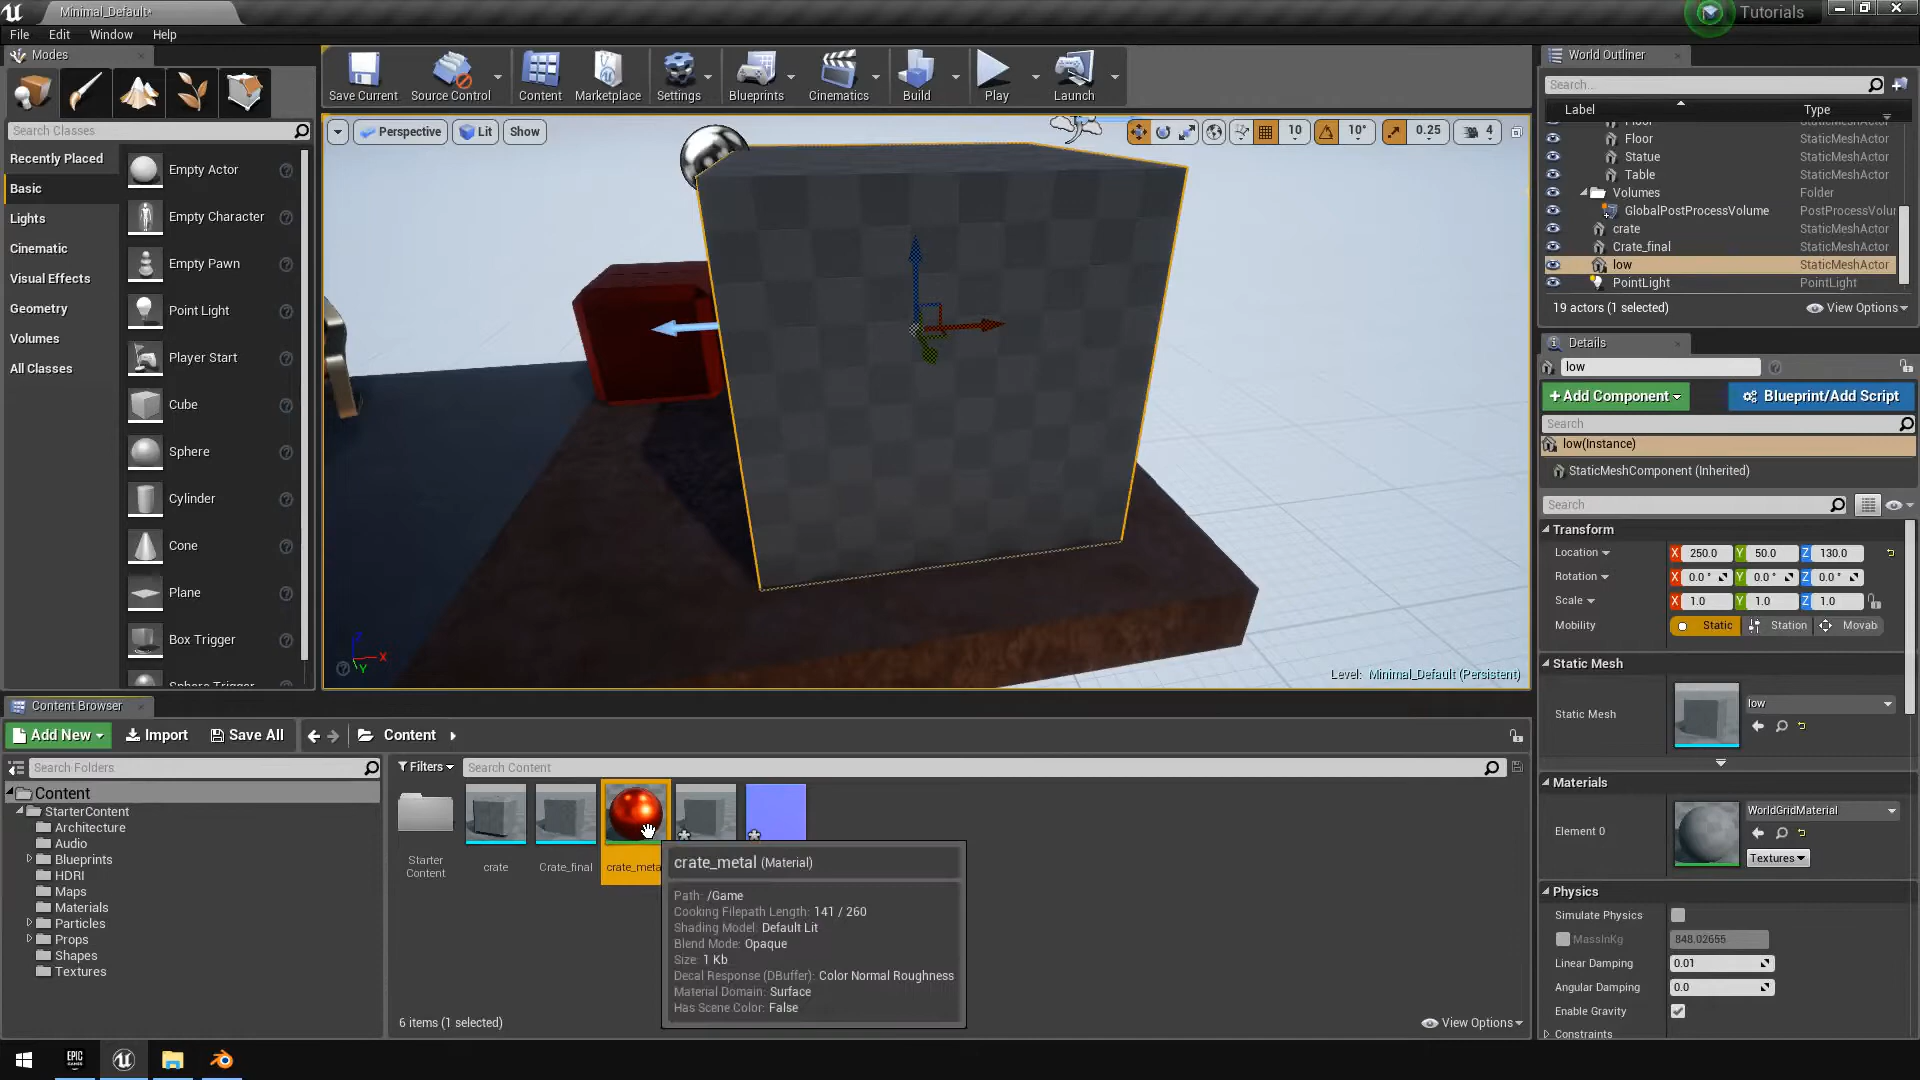 Minimal_Default*
Tutorials
File Edit Window Help
Modes
Search Classes
Recently Placed
Basic
Lights
Cinematic
Visual Effects
Geometry
Volumes
All Classes
Empty Actor
Empty Character
Empty Pawn
Point Light
Player Start
Cube
Sphere
Cylinder
Cone
Plane
Box Trigger
Sphere Trigger
Save Current
Source Control
Content
Marketplace
Settings
Blueprints
Cinematics
Build
Play
Launch
Perspective
Lit
Show
10
10°
0.25
4
X
Y
Level: Minimal_Default (Persistent)
World Outliner
Search...
Label Type
Floor
Floor StaticMeshActor
Statue StaticMeshActor
Table StaticMeshActor
Volumes Folder
GlobalPostProcessVolume PostProcessVolu
crate StaticMeshActor
Crate_final StaticMeshActor
low StaticMeshActor
PointLight PointLight
19 actors (1 selected)
View Options
Details
low
+Add Component
Blueprint/Add Script
Search
low(Instance)
StaticMeshComponent (Inherited)
Search
Transform
Location X 250.0 Y 50.0 Z 130.0
Rotation X 0.0 ° Y 0.0 ° Z 0.0 °
Scale X 1.0 Y 1.0 Z 1.0
Mobility Static Station Movab
Static Mesh
Static Mesh low
Materials
Element 0 WorldGridMaterial
Textures
Physics
Simulate Physics
MassInKg 848.02655
Linear Damping 0.01
Angular Damping 0.0
Enable Gravity
Constraints
Content Browser
Add New
Import
Save All
Content
Search Folders
Filters
Search Content
Content
StarterContent
Architecture
Audio
Blueprints
HDRI
Maps
Materials
Particles
Props
Shapes
Textures
Starter
Content
crate
Crate_final
crate_meta
crate_metal (Material)
Path: /Game
Cooking Filepath Length: 141 / 260
Shading Model: Default Lit
Blend Mode: Opaque
Size: 1 Kb
Decal Response (DBuffer): Color Normal Roughness
Material Domain: Surface
Has Scene Color: False
6 items (1 selected)
View Options
EPIC
GAMES